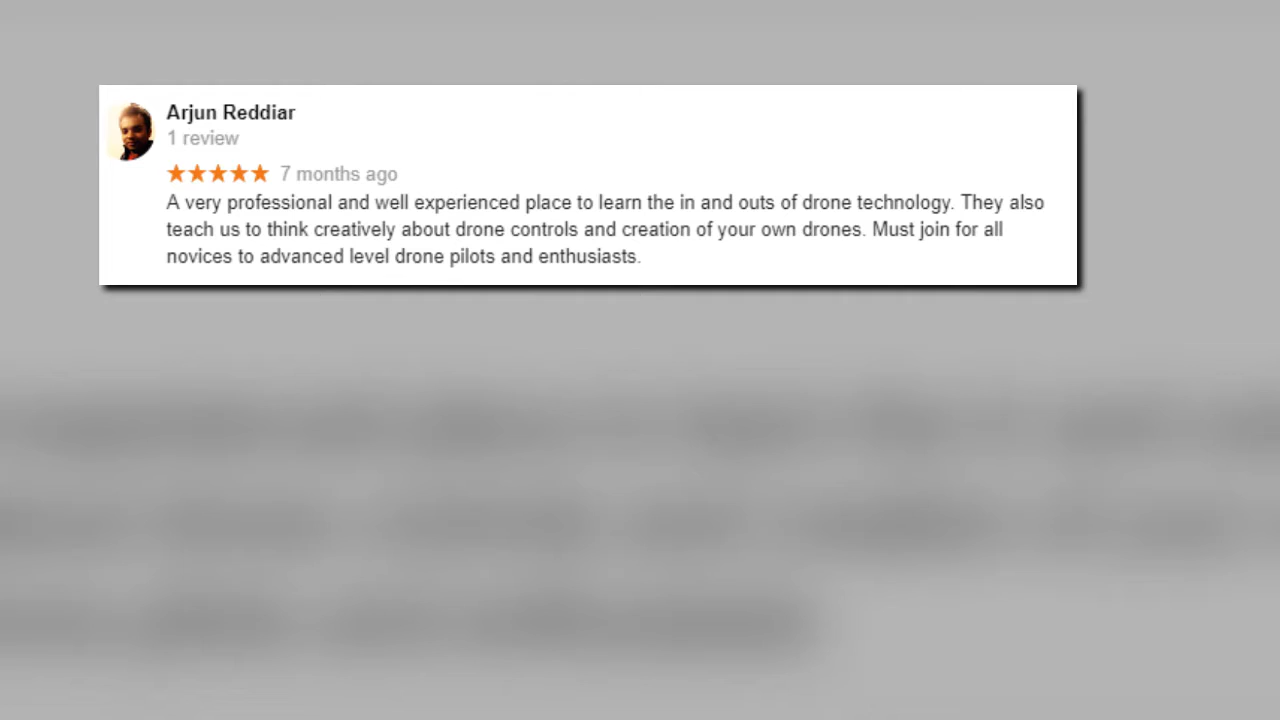 Arjun Reddiar
1 review
7 months ago
A very professional and well experienced place to learn the in and outs of drone technology. They also
teach us to think creatively about drone controls and creation of your own drones. Must join for all
novices to advanced level drone pilots and enthusiasts.